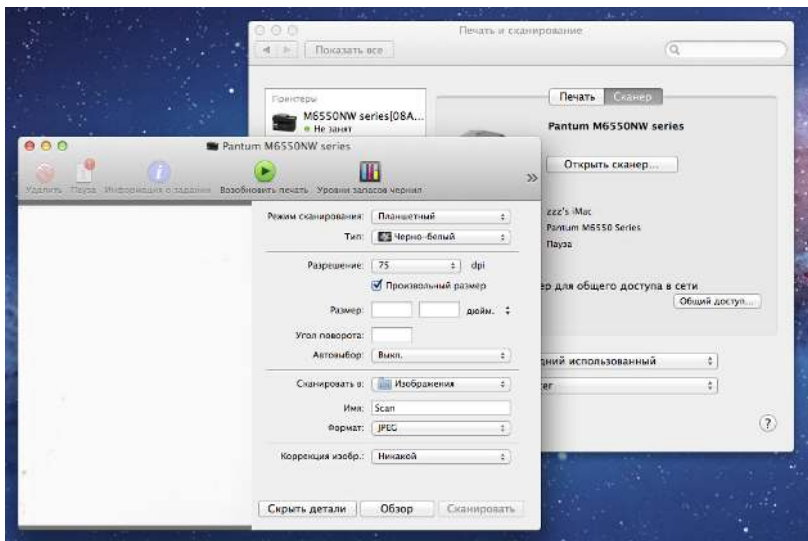 Печать и сканирование
Показать все
Принтеры
M6550NW series[08A...
Не занят
Печать
Сканер
Pantum M6550NW series
Открыть сканер...
zzz's iMac
Pantum M6550 Series
Пауза
ер для общего доступа в сети
Общий доступ...
дний использованный
er
?
Pantum M6550NW series
Удалить
Пауза
Информация о задании
Возобновить печать
Уровни запасов чернил
Режим сканирования: Планшетный
Тип: Черно-белый
Разрешение: 75 dpi
Произвольный размер
Размер: дюйм.
Угол поворота:
Автовыбор: Выкл.
Сканировать в: Изображения
Имя: Scan
Формат: JPEG
Коррекция изобр.: Никакой
Скрыть детали
Обзор
Сканировать